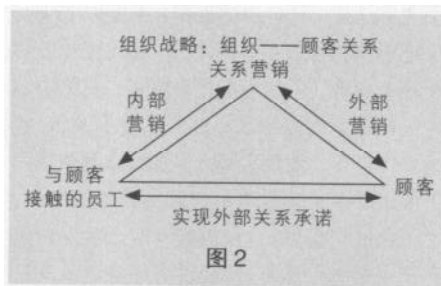 组织战略：组织——顾客关系
关系营销
内部
营销
外部
营销
与顾客
接触的员工
顾客
实现外部关系承诺
图2